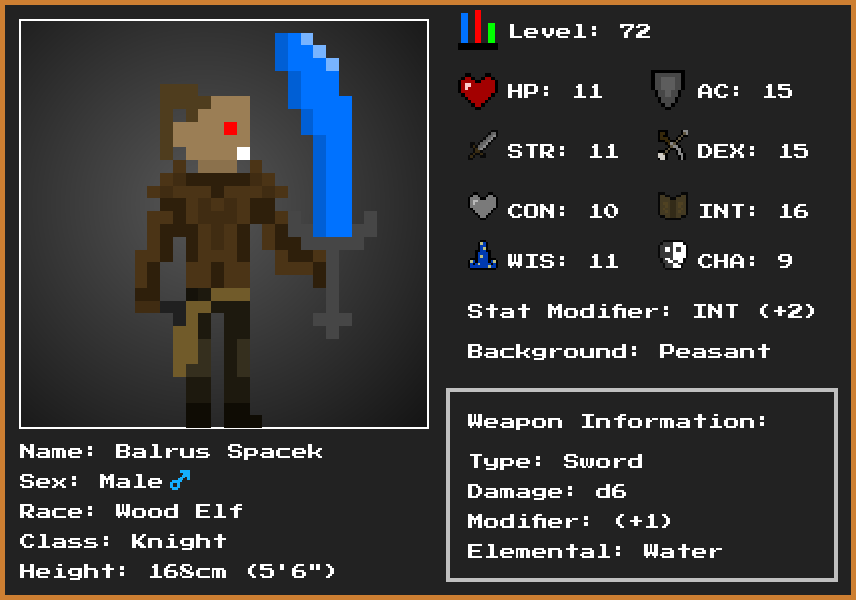 Level: 72
HP: 11 AC: 15
STR: 11 DEX: 15
CON: 10 INT: 16
WIS: 11 CHA: 9
Stat Modifier: INT (+2)
Background: Peasant
Weapon Information:
Type: Sword
Damage: d6
Modifier: (+1)
Elemental: Water
Name: Balrus Spacek
Sex: Male♂
Race: Wood Elf
Class: Knight
Height: 168cm (5'6")